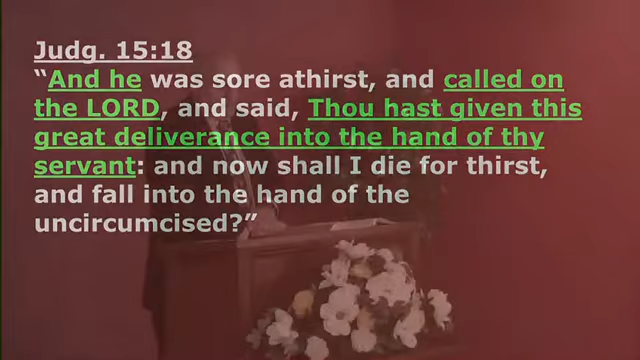 Judg. 15:18
“And he was sore athirst, and called on
the LORD, and said, Thou hast given this
great deliverance into the hand of thy
servant: and now shall I die for thirst,
and fall into the hand of the
uncircumcised?”